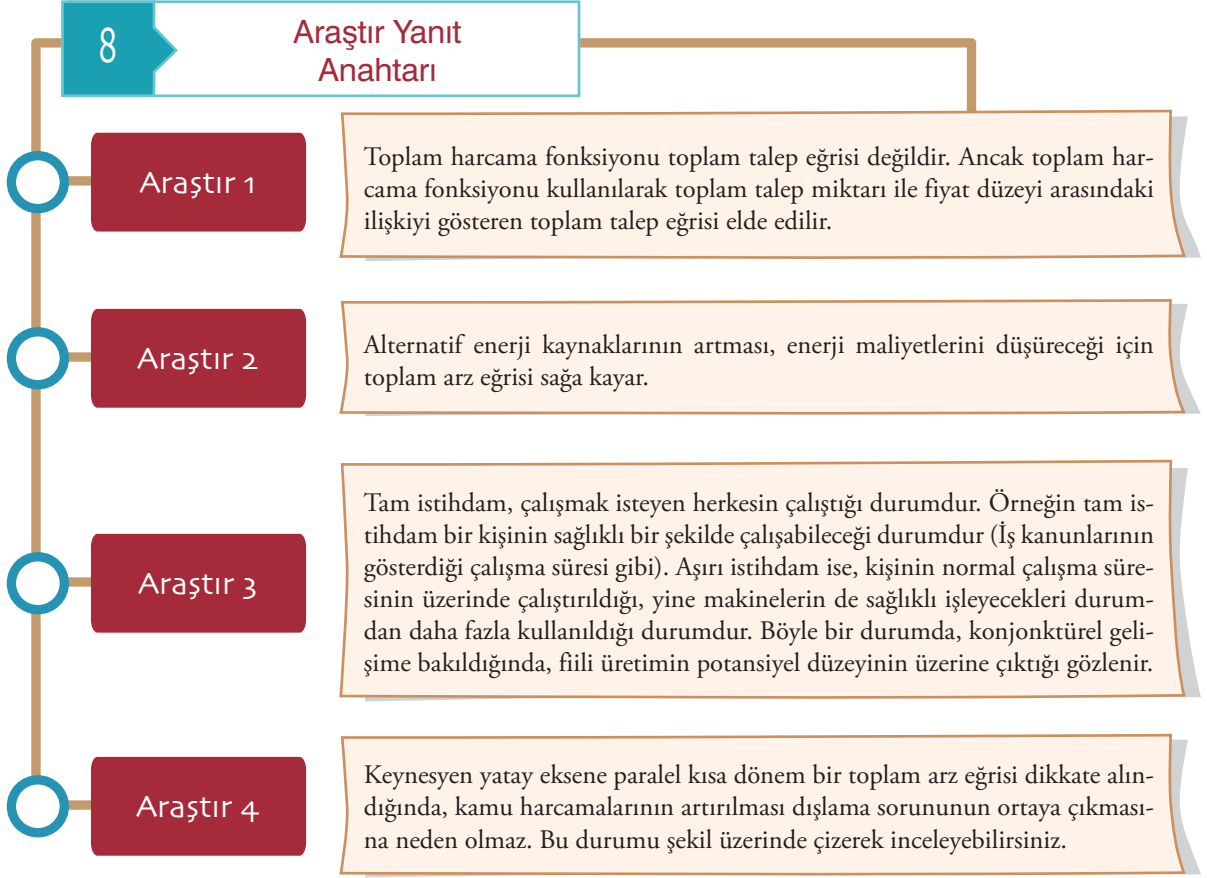 8
Araştır Yanıt
Anahtarı
Araştır 1
Toplam harcama fonksiyonu toplam talep eğrisi değildir. Ancak toplam har-
cama fonksiyonu kullanılarak toplam talep miktarı ile fiyat düzeyi arasındaki
ilişkiyi gösteren toplam talep eğrisi elde edilir.
Araştır 2
Alternatif enerji kaynaklarının artması, enerji maliyetlerini düşüreceği için
toplam arz eğrisi sağa kayar.
Araştır 3
Tam istihdam, çalışmak isteyen herkesin çalıştığı durumdur. Örneğin tam is-
tihdam bir kişinin sağlıklı bir şekilde çalışabileceği durumdur (İş kanunlarının
gösterdiği çalışma süresi gibi). Aşırı istihdam ise, kişinin normal çalışma süre-
sinin üzerinde çalıştırıldığı, yine makinelerin de sağlıklı işleyecekleri durum-
dan daha fazla kullanıldığı durumdur. Böyle bir durumda, konjonktürel geli-
şime bakıldığında, fiili üretimin potansiyel düzeyinin üzerine çıktığı gözlenir.
Araştır 4
Keynesyen yatay eksene paralel kısa dönem bir toplam arz eğrisi dikkate alın-
dığında, kamu harcamalarının artırılması dışlama sorununun ortaya çıkması-
na neden olmaz. Bu durumu şekil üzerinde çizerek inceleyebilirsiniz.